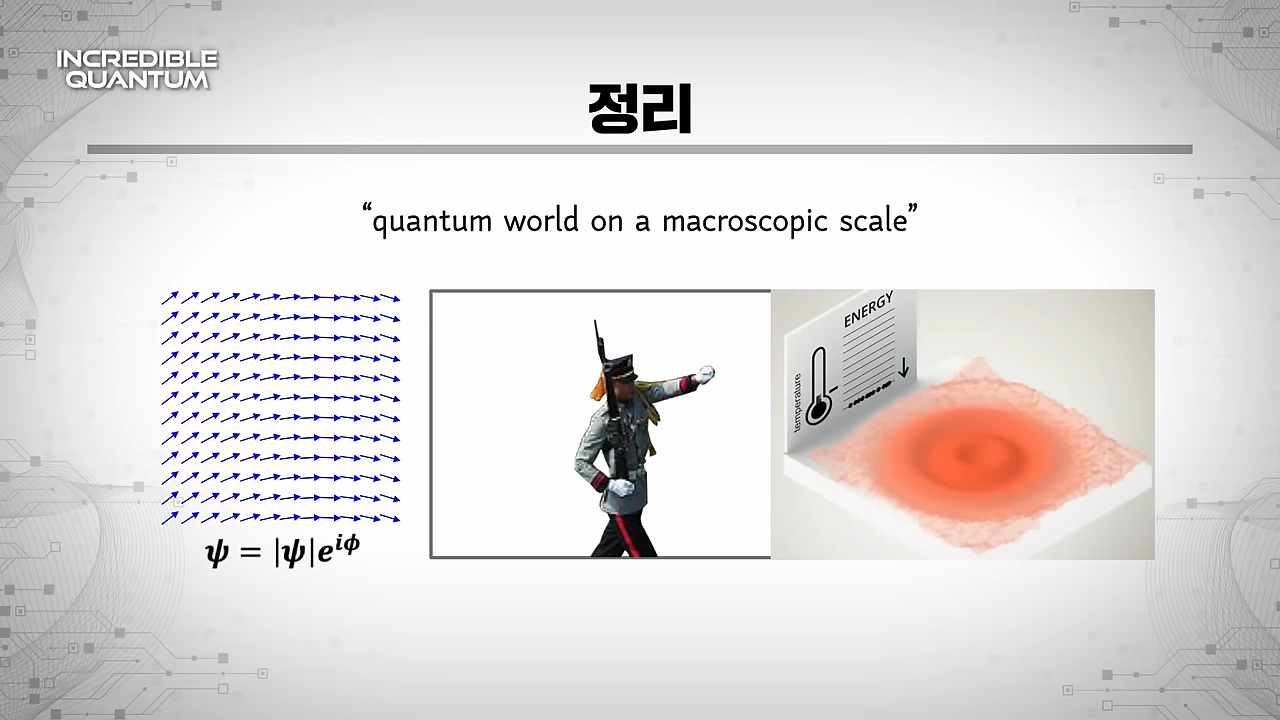 INCREDIBLE
QUANTUM
정리
“quantum world on a macroscopic scale”
ψ = |ψ|e^{iϕ}
ENERGY
temperature